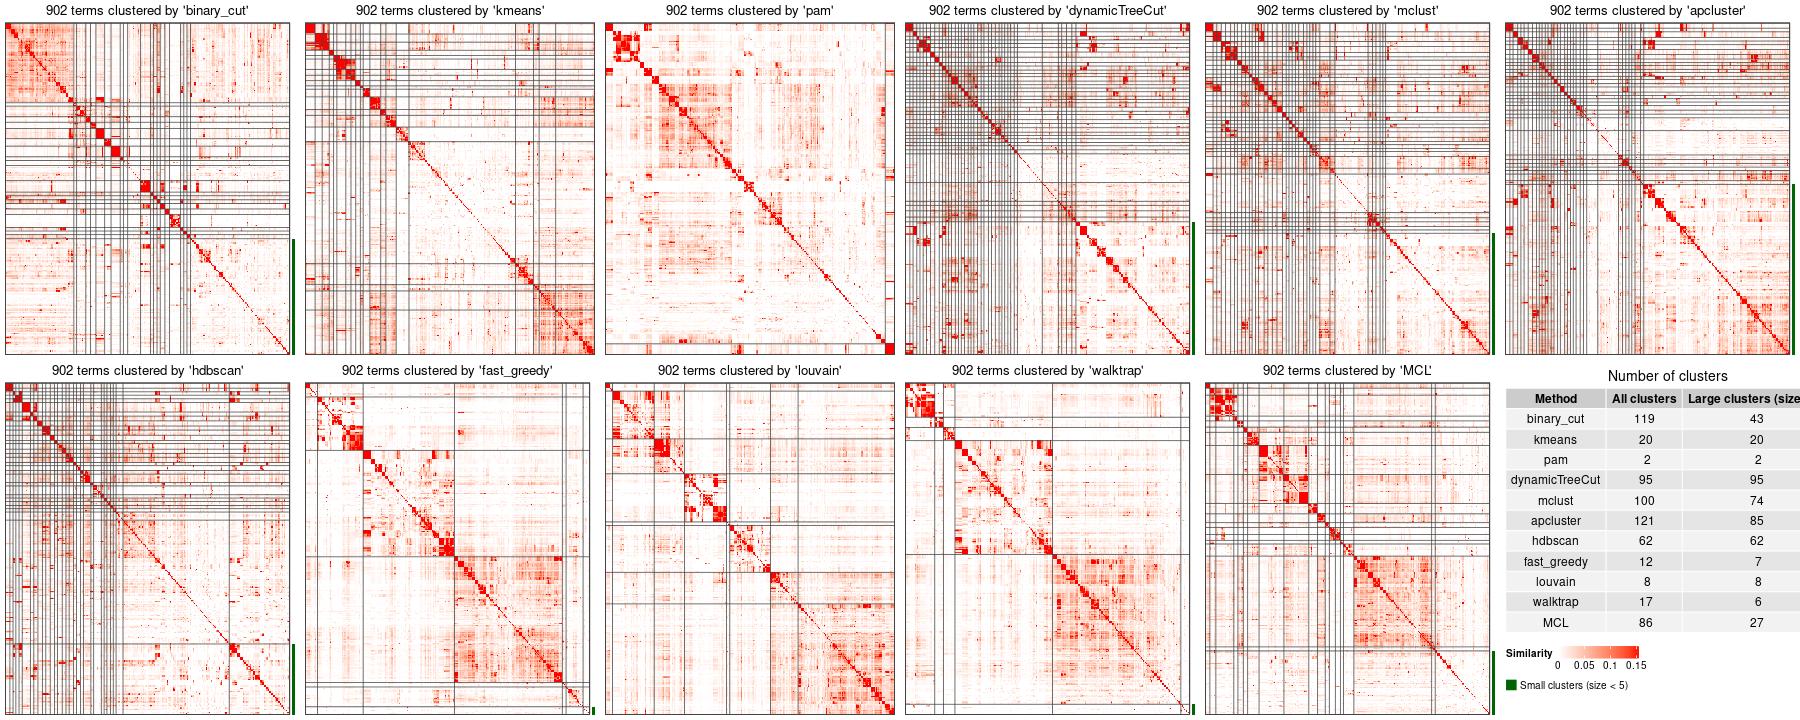 902 terms clustered by 'binary_cut'
902 terms clustered by 'kmeans'
902 terms clustered by 'pam'
902 terms clustered by 'dynamicTreeCut'
902 terms clustered by 'mclust'
902 terms clustered by 'apcluster'
902 terms clustered by 'hdbscan'
902 terms clustered by 'fast_greedy'
902 terms clustered by 'louvain'
902 terms clustered by 'walktrap'
902 terms clustered by 'MCL'
Number of clusters
Method All clusters Large clusters (size
binary_cut 119 43
kmeans 20 20
pam 2 2
dynamicTreeCut 95 95
mclust 100 74
apcluster 121 85
hdbscan 62 62
fast_greedy 12 7
louvain 8 8
walktrap 17 6
MCL 86 27
Similarity
0 0.05 0.1 0.15
Small clusters (size < 5)